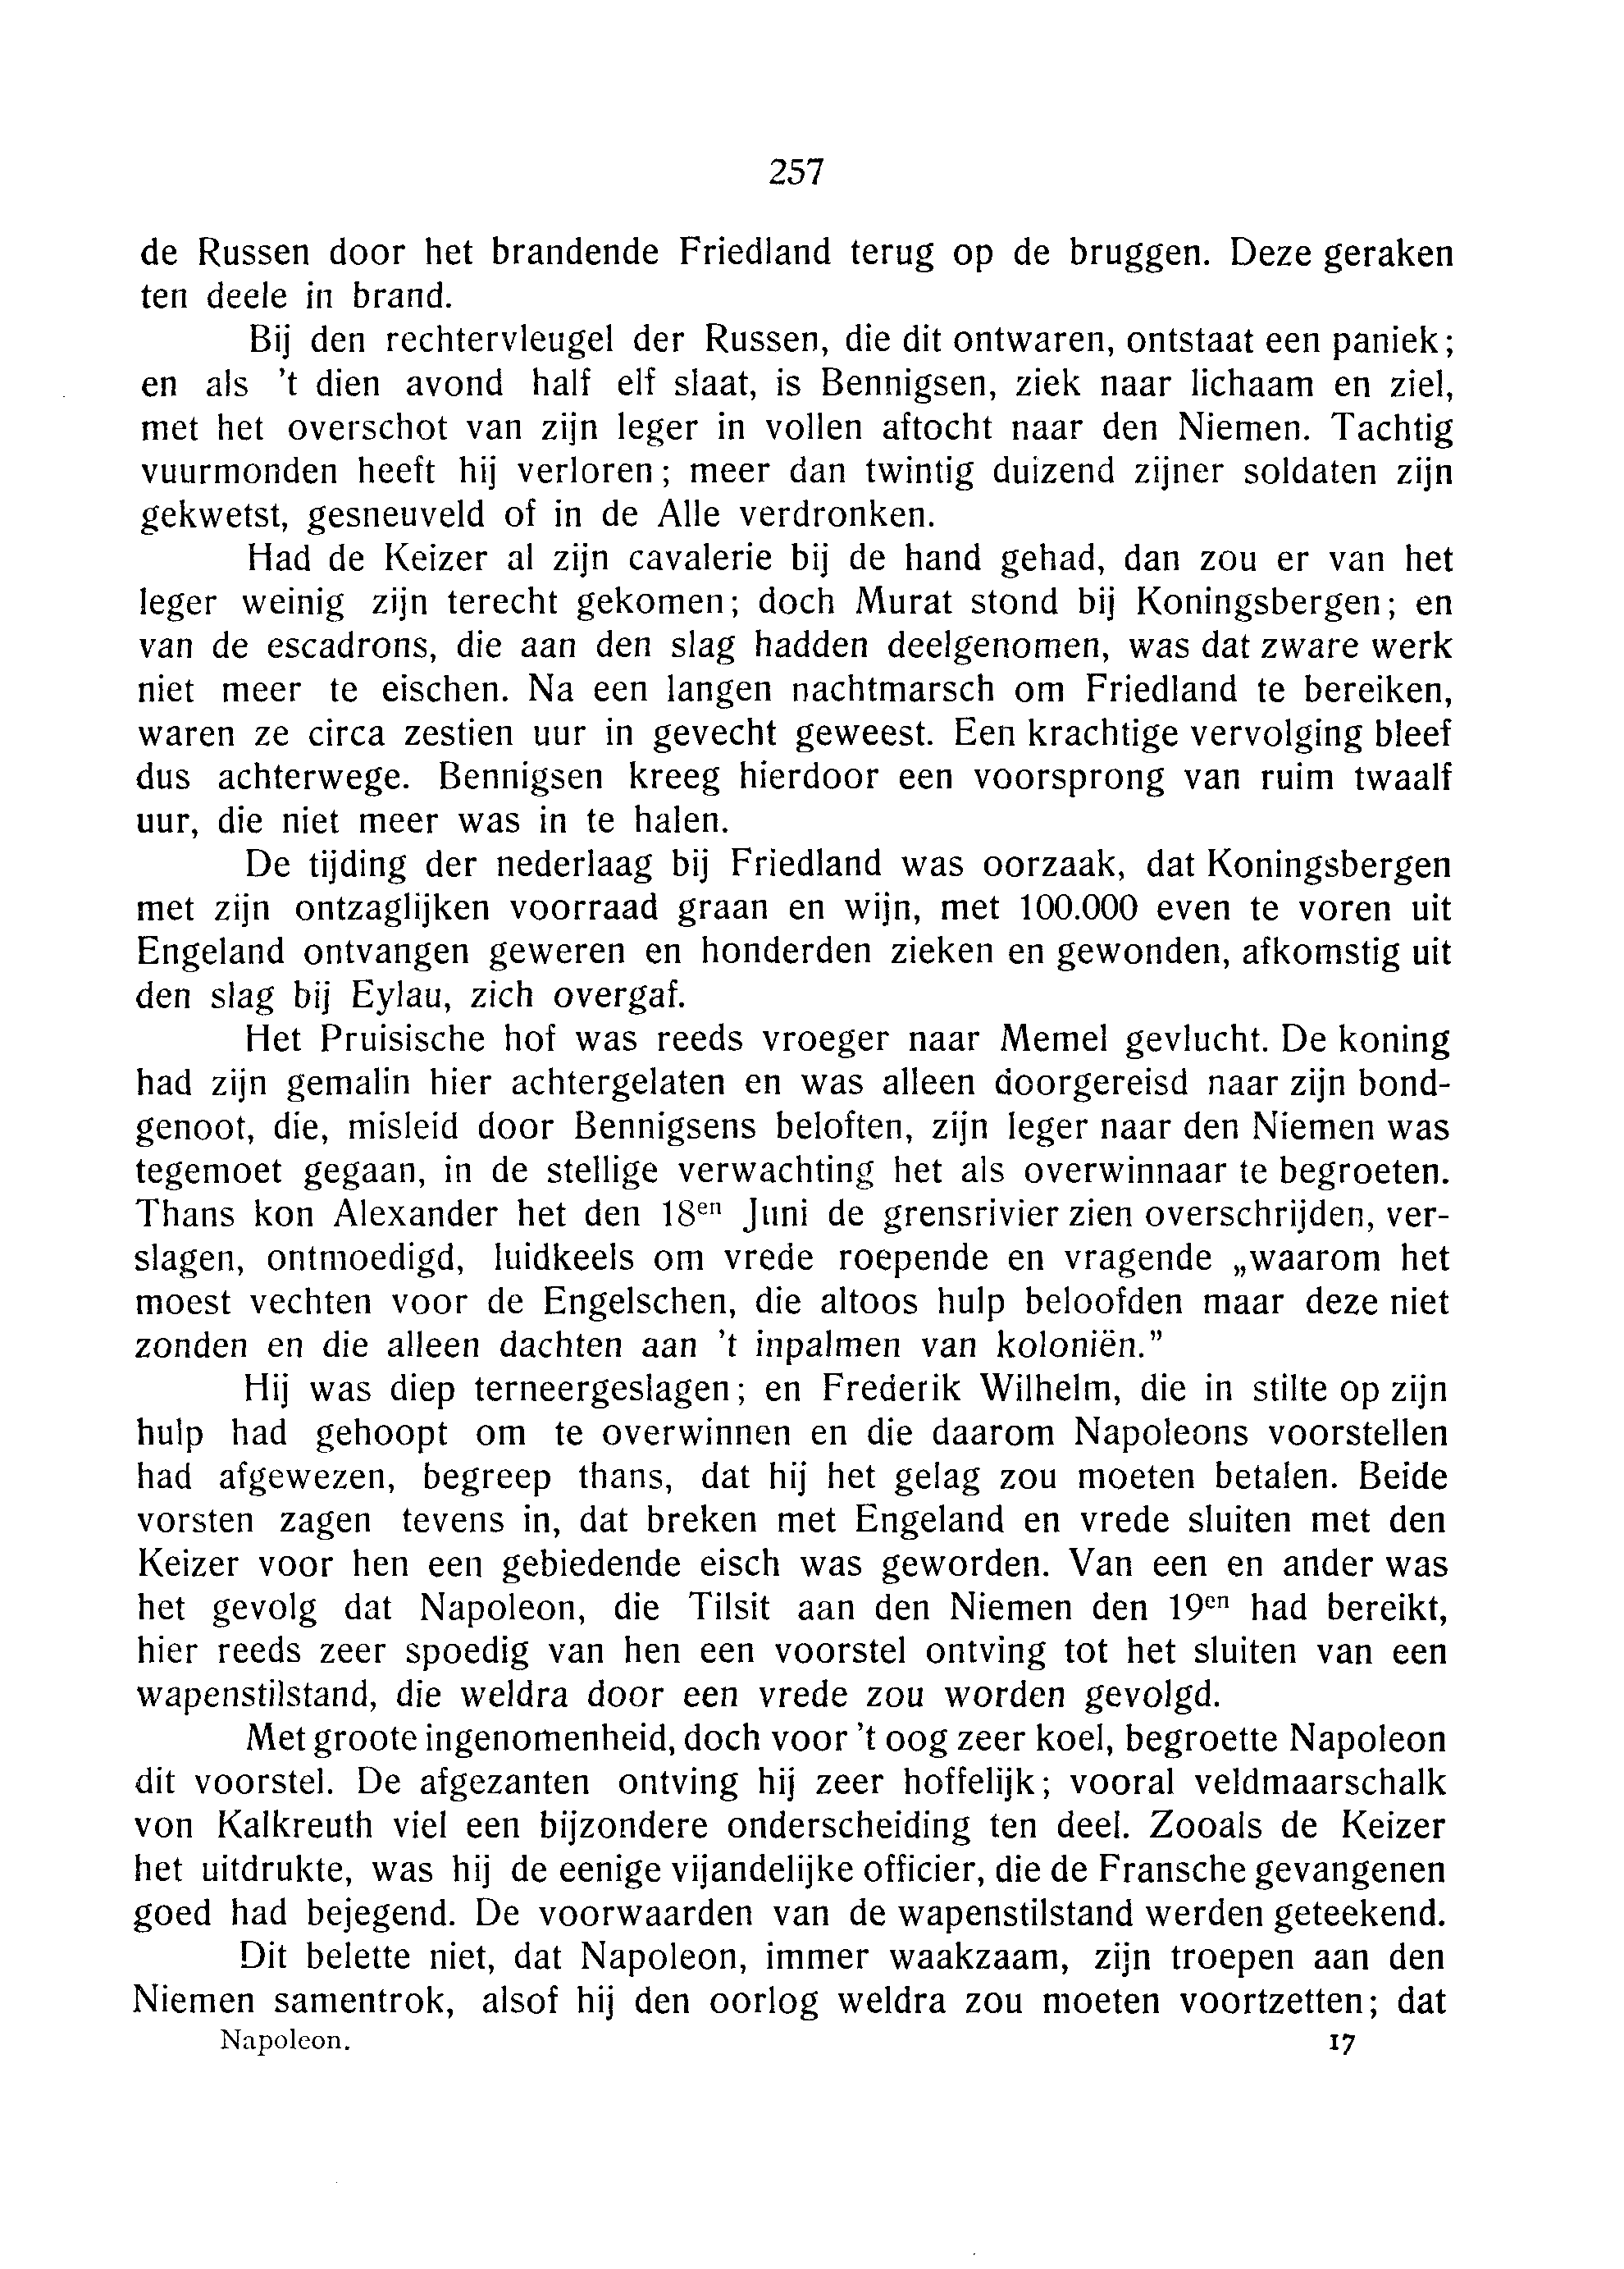 257
de Russen door het brandende Friedland terug op de bruggen. Deze geraken
ten deele in brand.
Bij den rechtervleugel der Russen, die dit ontwaren, ontstaat een paniek;
en als 't dien avond half elf slaat, is Bennigsen, ziek naar lichaam en ziel,
met het overschot van zijn leger in vollen aftocht naar den Niemen. Tachtig
vuurmonden heeft hij verloren; meer dan twintig duizend zijner soldaten zijn
gekwetst, gesneuveld of in de Alle verdronken.
Had de Keizer al zijn cavalerie bij de hand gehad, dan zou er van het
leger weinig zijn terecht gekomen; doch Murat stond bij Koningsbergen; en
van de escadrons, die aan den slag hadden deelgenomen, was dat zware werk
niet meer te eischen. Na een langen nachtmarsch om Friedland te bereiken,
waren ze circa zestien uur in gevecht geweest. Een krachtige vervolging bleef
dus achterwege. Bennigsen kreeg hierdoor een voorsprong van ruim twaalf
uur, die niet meer was in te halen.
De tijding der nederlaag bij Friedland was oorzaak, dat Koningsbergen
met zijn ontzaglijken voorraad graan en wijn, met 100.000 even te voren uit
Engeland ontvangen geweren en honderden zieken en gewonden, afkomstig uit
den slag bij Eylau, zich overgaf.
Het Pruisische hof was reeds vroeger naar Memel gevlucht. De koning
had zijn gemalin hier achtergelaten en was alleen doorgereisd naar zijn bond-
genoot, die, misleid door Bennigsens beloften, zijn leger naar den Niemen was
tegemoet gegaan, in de stellige verwachting het als overwinnaar te begroeten.
Thans kon Alexander het den 18en Juni de grensrivier zien overschrijden, ver-
slagen, ontmoedigd, luidkeels om vrede roepende en vragende „waarom het
moest vechten voor de Engelschen, die altoos hulp beloofden maar deze niet
zonden en die alleen dachten aan 't inpalmen van koloniën."
Hij was diep terneergeslagen; en Frederik Wilhelm, die in stilte op zijn
hulp had gehoopt om te overwinnen en die daarom Napoleons voorstellen
had afgewezen, begreep thans, dat hij het gelag zou moeten betalen. Beide
vorsten zagen tevens in, dat breken met Engeland en vrede sluiten met den
Keizer voor hen een gebiedende eisch was geworden. Van een en ander was
het gevolg dat Napoleon, die Tilsit aan den Niemen den 19en had bereikt,
hier reeds zeer spoedig van hen een voorstel ontving tot het sluiten van een
wapenstilstand, die weldra door een vrede zou worden gevolgd.
Met groote ingenomenheid, doch voor 't oog zeer koel, begroette Napoleon
dit voorstel. De afgezanten ontving hij zeer hoffelijk; vooral veldmaarschalk
von Kalkreuth viel een bijzondere onderscheiding ten deel. Zooals de Keizer
het uitdrukte, was hij de eenige vijandelijke officier, die de Fransche gevangenen
goed had bejegend. De voorwaarden van de wapenstilstand werden geteekend.
Dit belette niet, dat Napoleon, immer waakzaam, zijn troepen aan den
Niemen samentrok, alsof hij den oorlog weldra zou moeten voortzetten; dat
Napoleon. 17